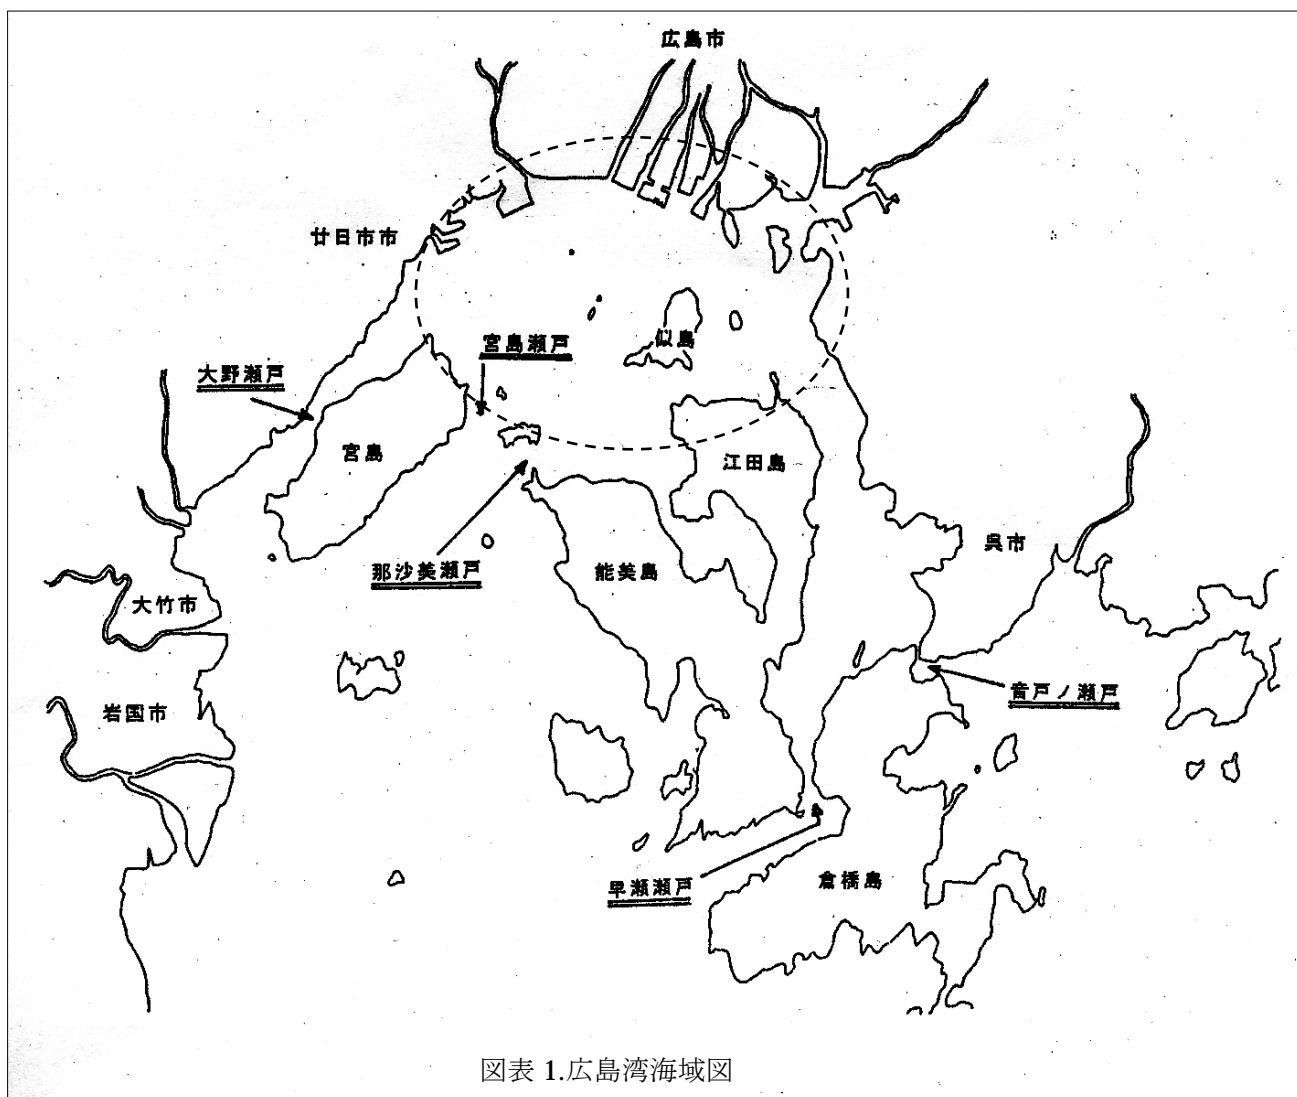 広島市
廿日市市
宮島瀬戸
似島
大野瀬戸
宮島
江田島
呉市
那沙美瀬戸
能美島
大竹市
音戸ノ瀬戸
岩国市
早瀬瀬戸
倉橋島
図表 1.広島湾海域図